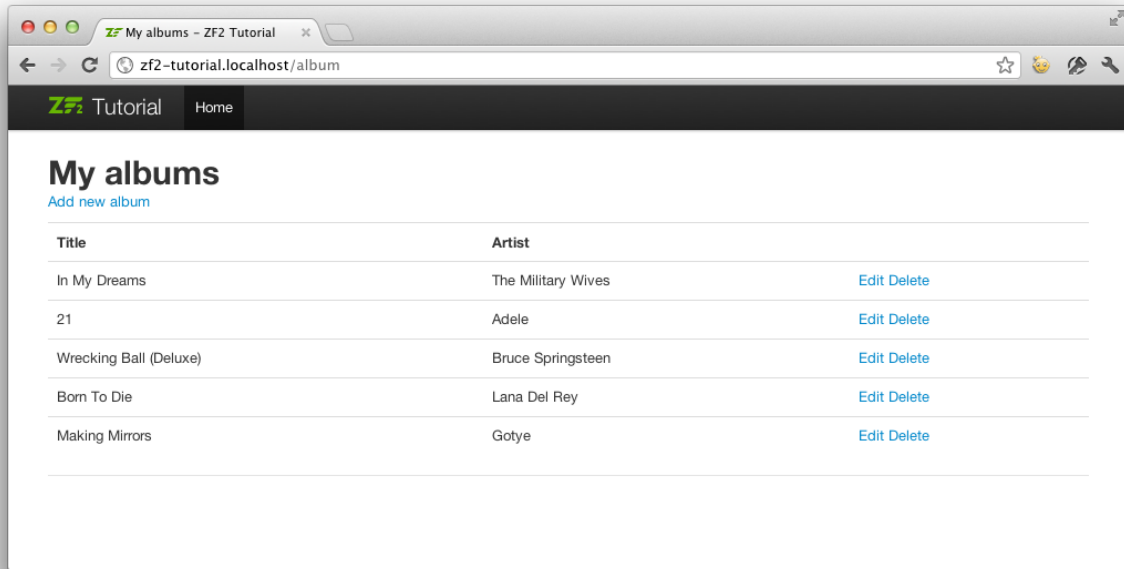 ZF My albums – ZF2 Tutorial
zf2-tutorial.localhost/album
ZF2 Tutorial Home
My albums
Add new album
Title Artist
In My Dreams The Military Wives Edit Delete
21 Adele Edit Delete
Wrecking Ball (Deluxe) Bruce Springsteen Edit Delete
Born To Die Lana Del Rey Edit Delete
Making Mirrors Gotye Edit Delete